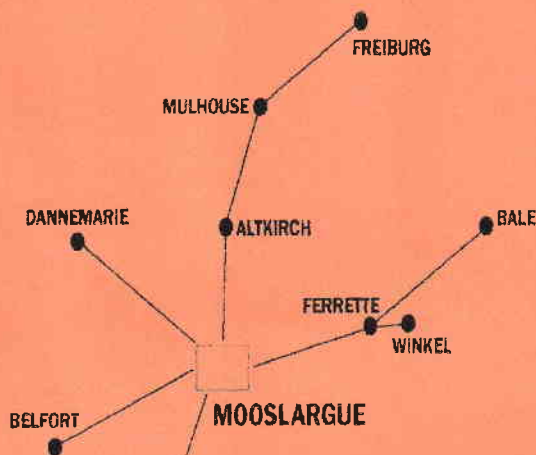 FREIBURG
MULHOUSE
DANNEMARIE
ALTKIRCH
BALE
FERRETTE
WINKEL
MOOSLARGUE
BELFORT